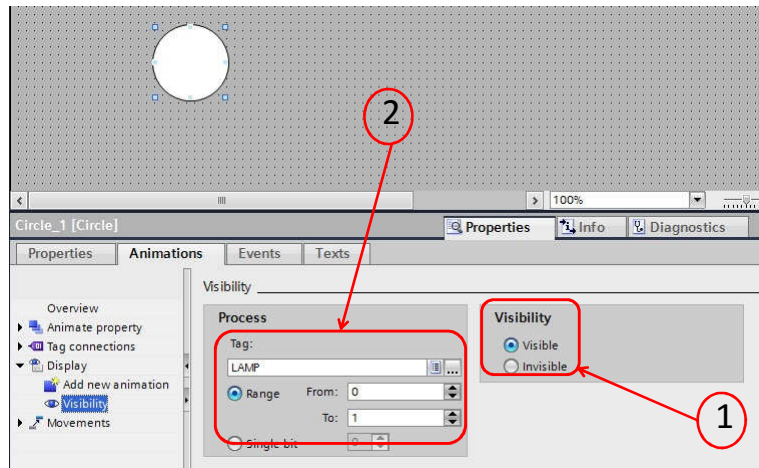 2
100%
Circle_1 [Circle]
Properties
Info
Diagnostics
Properties
Animations
Events
Texts
Visibility
Overview
Animate property
Tag connections
Display
Add new animation
Visibility
Movements
Process
Tag:
LAMP
...
Range From: 0
To: 1
Single bit 0
Visibility
Visible
Invisible
1